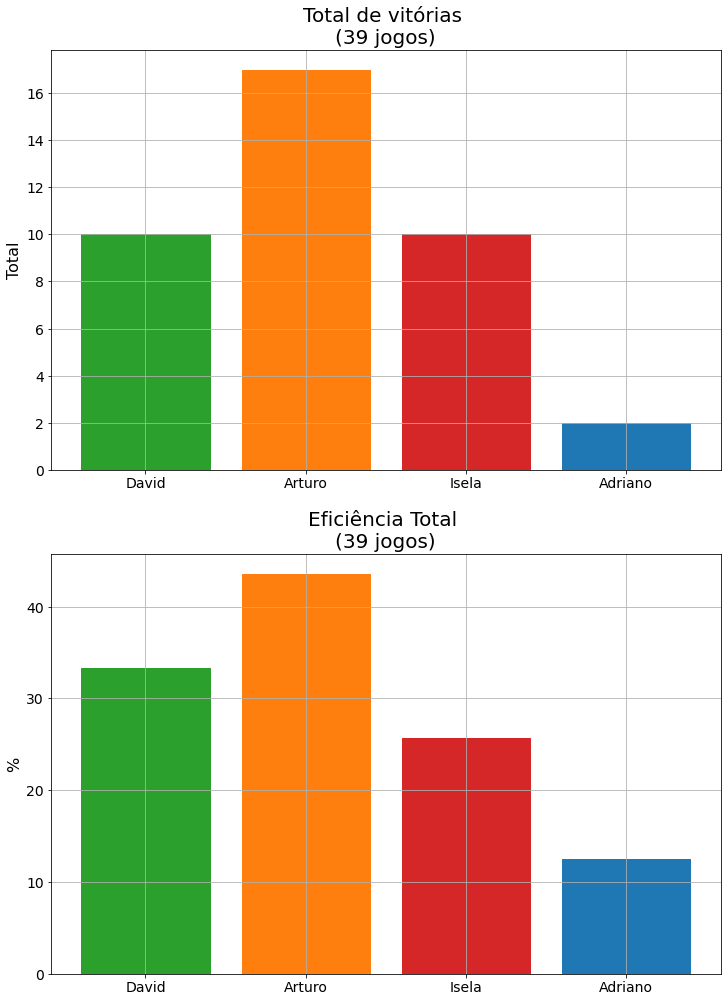 Total de vitórias
(39 jogos)
16
14
12
10
8
6
4
2
0
Total
David Arturo Isela Adriano
Eficiência Total
(39 jogos)
40
30
20
10
0
%
David Arturo Isela Adriano